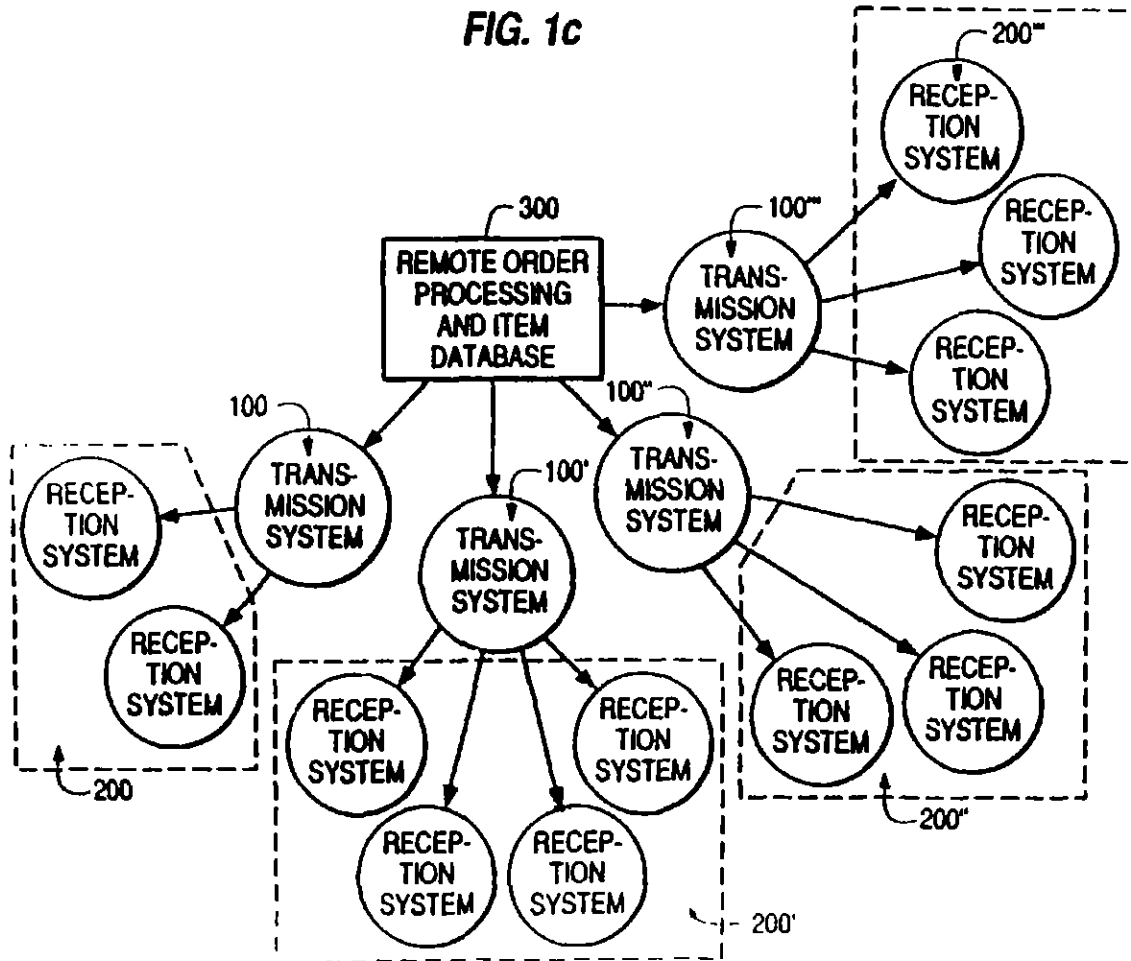 FIG. 1c
200'''
RECEP-
TION
SYSTEM
300
100'''
REMOTE ORDER
PROCESSING
AND ITEM
DATABASE
TRANS-
MISSION
SYSTEM
RECEP-
TION
SYSTEM
RECEP-
TION
SYSTEM
100
100''
TRANS-
MISSION
SYSTEM
100'
TRANS-
MISSION
SYSTEM
TRANS-
MISSION
SYSTEM
RECEP-
TION
SYSTEM
RECEP-
TION
SYSTEM
200
RECEP-
TION
SYSTEM
RECEP-
TION
SYSTEM
RECEP-
TION
SYSTEM
RECEP-
TION
SYSTEM
200'
RECEP-
TION
SYSTEM
RECEP-
TION
SYSTEM
RECEP-
TION
SYSTEM
200''